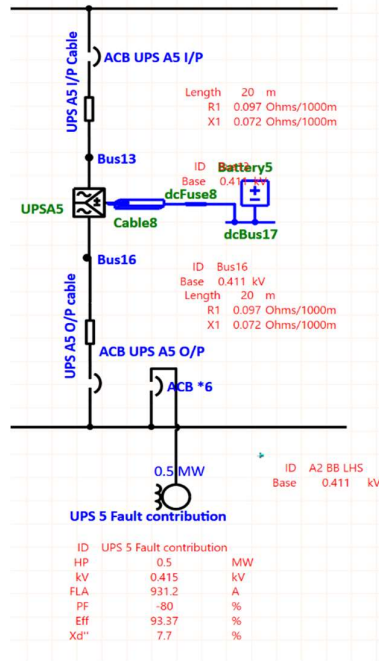 UPS A5 I/P Cable
ACB UPS A5 I/P
Length 20 m
R1 0.097 Ohms/1000m
X1 0.072 Ohms/1000m
Bus13
ID
Battery5
Base 0.411 kV
dcFuse8
UPSA5
Cable8
dcBus17
Bus16
ID Bus16
Base 0.411 kV
Length 20 m
R1 0.097 Ohms/1000m
X1 0.072 Ohms/1000m
UPS A5 O/P cable
ACB UPS A5 O/P
ACB *6
0.5 MW
ID A2 BB LHS
Base 0.411 kV
UPS 5 Fault contribution
ID UPS 5 Fault contribution
HP 0.5 MW
kV 0.415 kV
FLA 931.2 A
PF -80 %
Eff 93.37 %
Xd'' 7.7 %